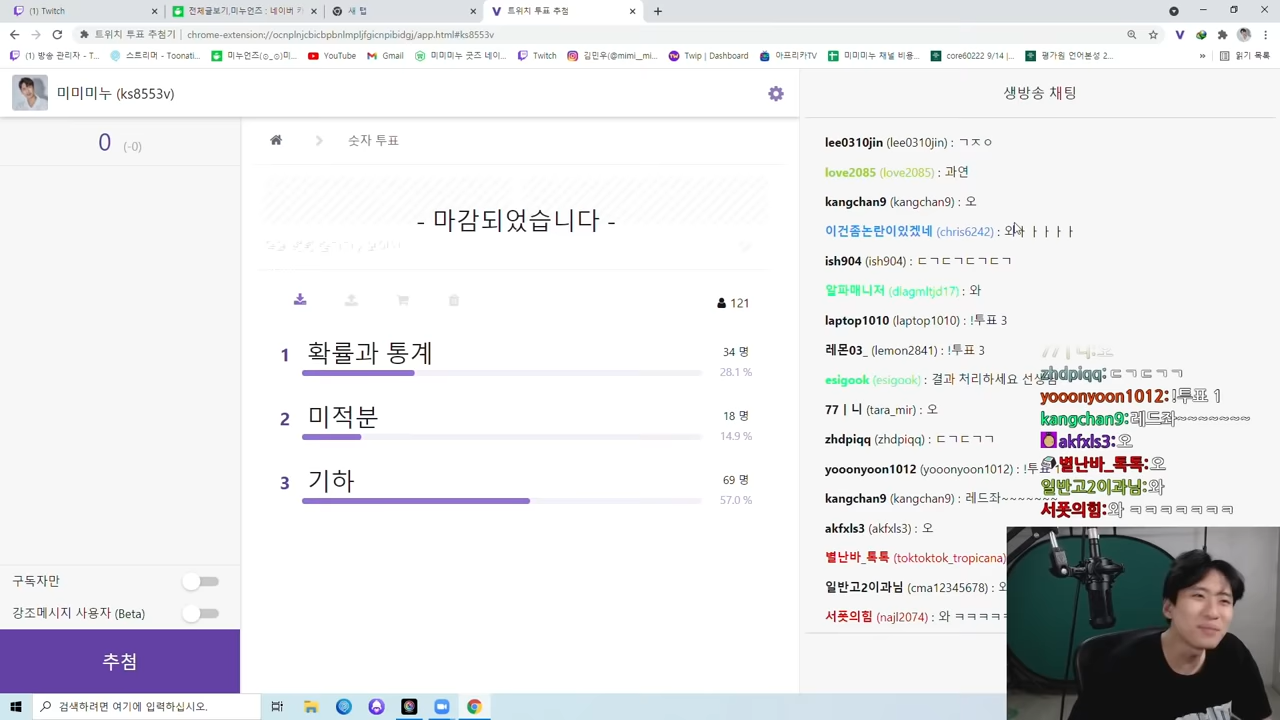 (1) Twitch
전체글보기,미누언즈 : 네이버 카
새 탭
트위치 투표 추첨
트위치 투표 추첨기
chrome-extension://ocnplnjcbicbpbnlmpljfgicnpibidgj/app.html#ks8553v
(1) 방송 관리자 - T...
스트리머 - Toonati...
미누언즈(⊙_⊙)미...
YouTube
Gmail
미미미누 굿즈 네이...
Twitch
김민우(@mimi__mi...
Twip | Dashboard
아프리카TV
미미미누 채널 비용...
core60222 9/14 |...
평가원 언어본성 2...
»
읽기 목록
미미미누 (ks8553v)
생방송 채팅
0 (-0)
숫자 투표
- 마감되었습니다 -
121
1 확률과 통계
34 명
28.1 %
2 미적분
18 명
14.9 %
3 기하
69 명
57.0 %
구독자만
강조메시지 사용자 (Beta)
추첨
lee0310jin (lee0310jin) : ㄱㅈㅇ
love2085 (love2085) : 과연
kangchan9 (kangchan9) : 오
이건좀논란이있겠네 (chris6242) : 와ㅏㅏㅏㅏㅏ
ish904 (ish904) : ㄷㄱㄷㄱㄷㄱㄷㄱ
알파매니저 (dlagmltjd17) : 와
laptop1010 (laptop1010) : !투표 3
레몬03_ (lemon2841) : !투표 3
esigook (esigook) : 결과 처리하세요 선생님
77ㅣ니 (tara_mir) : 오
zhdpiqq (zhdpiqq) : ㄷㄱㄷㄱㄱ
yooonyoon1012 (yooonyoon1012) : !투표 1
kangchan9 (kangchan9) : 레드좌~~~~~~~
akfxls3 (akfxls3) : 오
별난바_톡톡 (toktoktok_tropicana)
일반고2이과님 (cma12345678) : 와
서폿의힘 (najl2074) : 와 ㅋㅋㅋㅋ
zhdpiqq: ㄷㄱㄷㄱㄱ
yooonyoon1012: !투표 1
kangchan9: 레드좌~~~~~~~
akfxls3: 오
별난바_톡톡: 오
일반고2이과님: 와
서폿의힘: 와 ㅋㅋㅋㅋㅋㅋㅋ
검색하려면 여기에 입력하십시오.